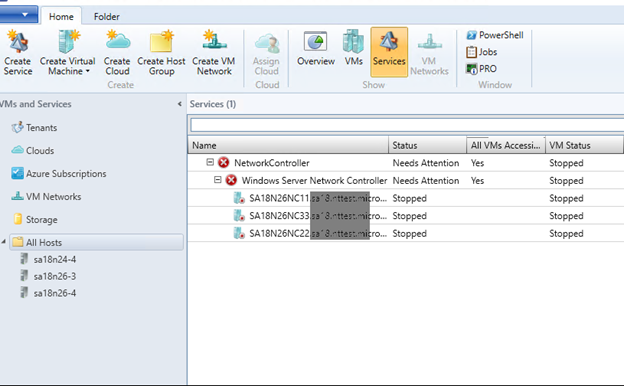 Home Folder
Create Service
Create Virtual Machine
Create Cloud
Create Host Group
Create VM Network
Assign Cloud
Overview
VMs
Services
VM Networks
PowerShell
Jobs
PRO
Create
Cloud
Show
Window
VMs and Services
Services (1)
Tenants
Clouds
Azure Subscriptions
VM Networks
Storage
All Hosts
sa18n24-4
sa18n26-3
sa18n26-4
Name Status All VMs Accessi... VM Status
NetworkController Needs Attention Yes Stopped
Windows Server Network Controller Needs Attention Yes Stopped
SA18N26NC11.sa18.nttest.micro... Stopped Stopped
SA18N26NC33.sa18.nttest.micro... Stopped Stopped
SA18N26NC22.sa18.nttest.micro... Stopped Stopped